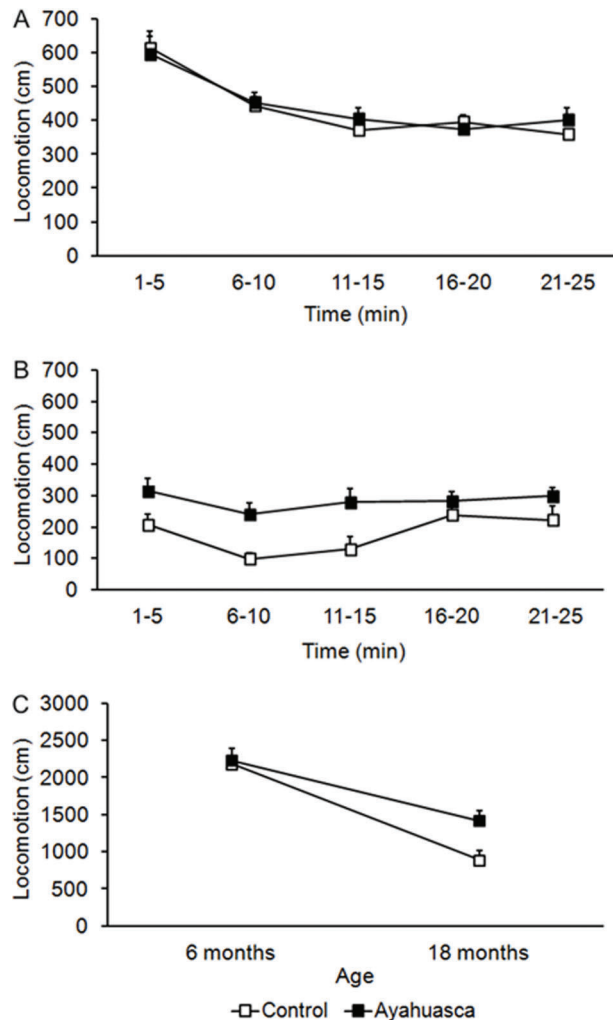 A
Locomotion (cm)
700
600
500
400
300
200
100
0
1-5 6-10 11-15 16-20 21-25
Time (min)
B
Locomotion (cm)
700
600
500
400
300
200
100
0
1-5 6-10 11-15 16-20 21-25
Time (min)
C
Locomotion (cm)
3000
2500
2000
1500
1000
500
0
6 months 18 months
Age
Control Ayahuasca